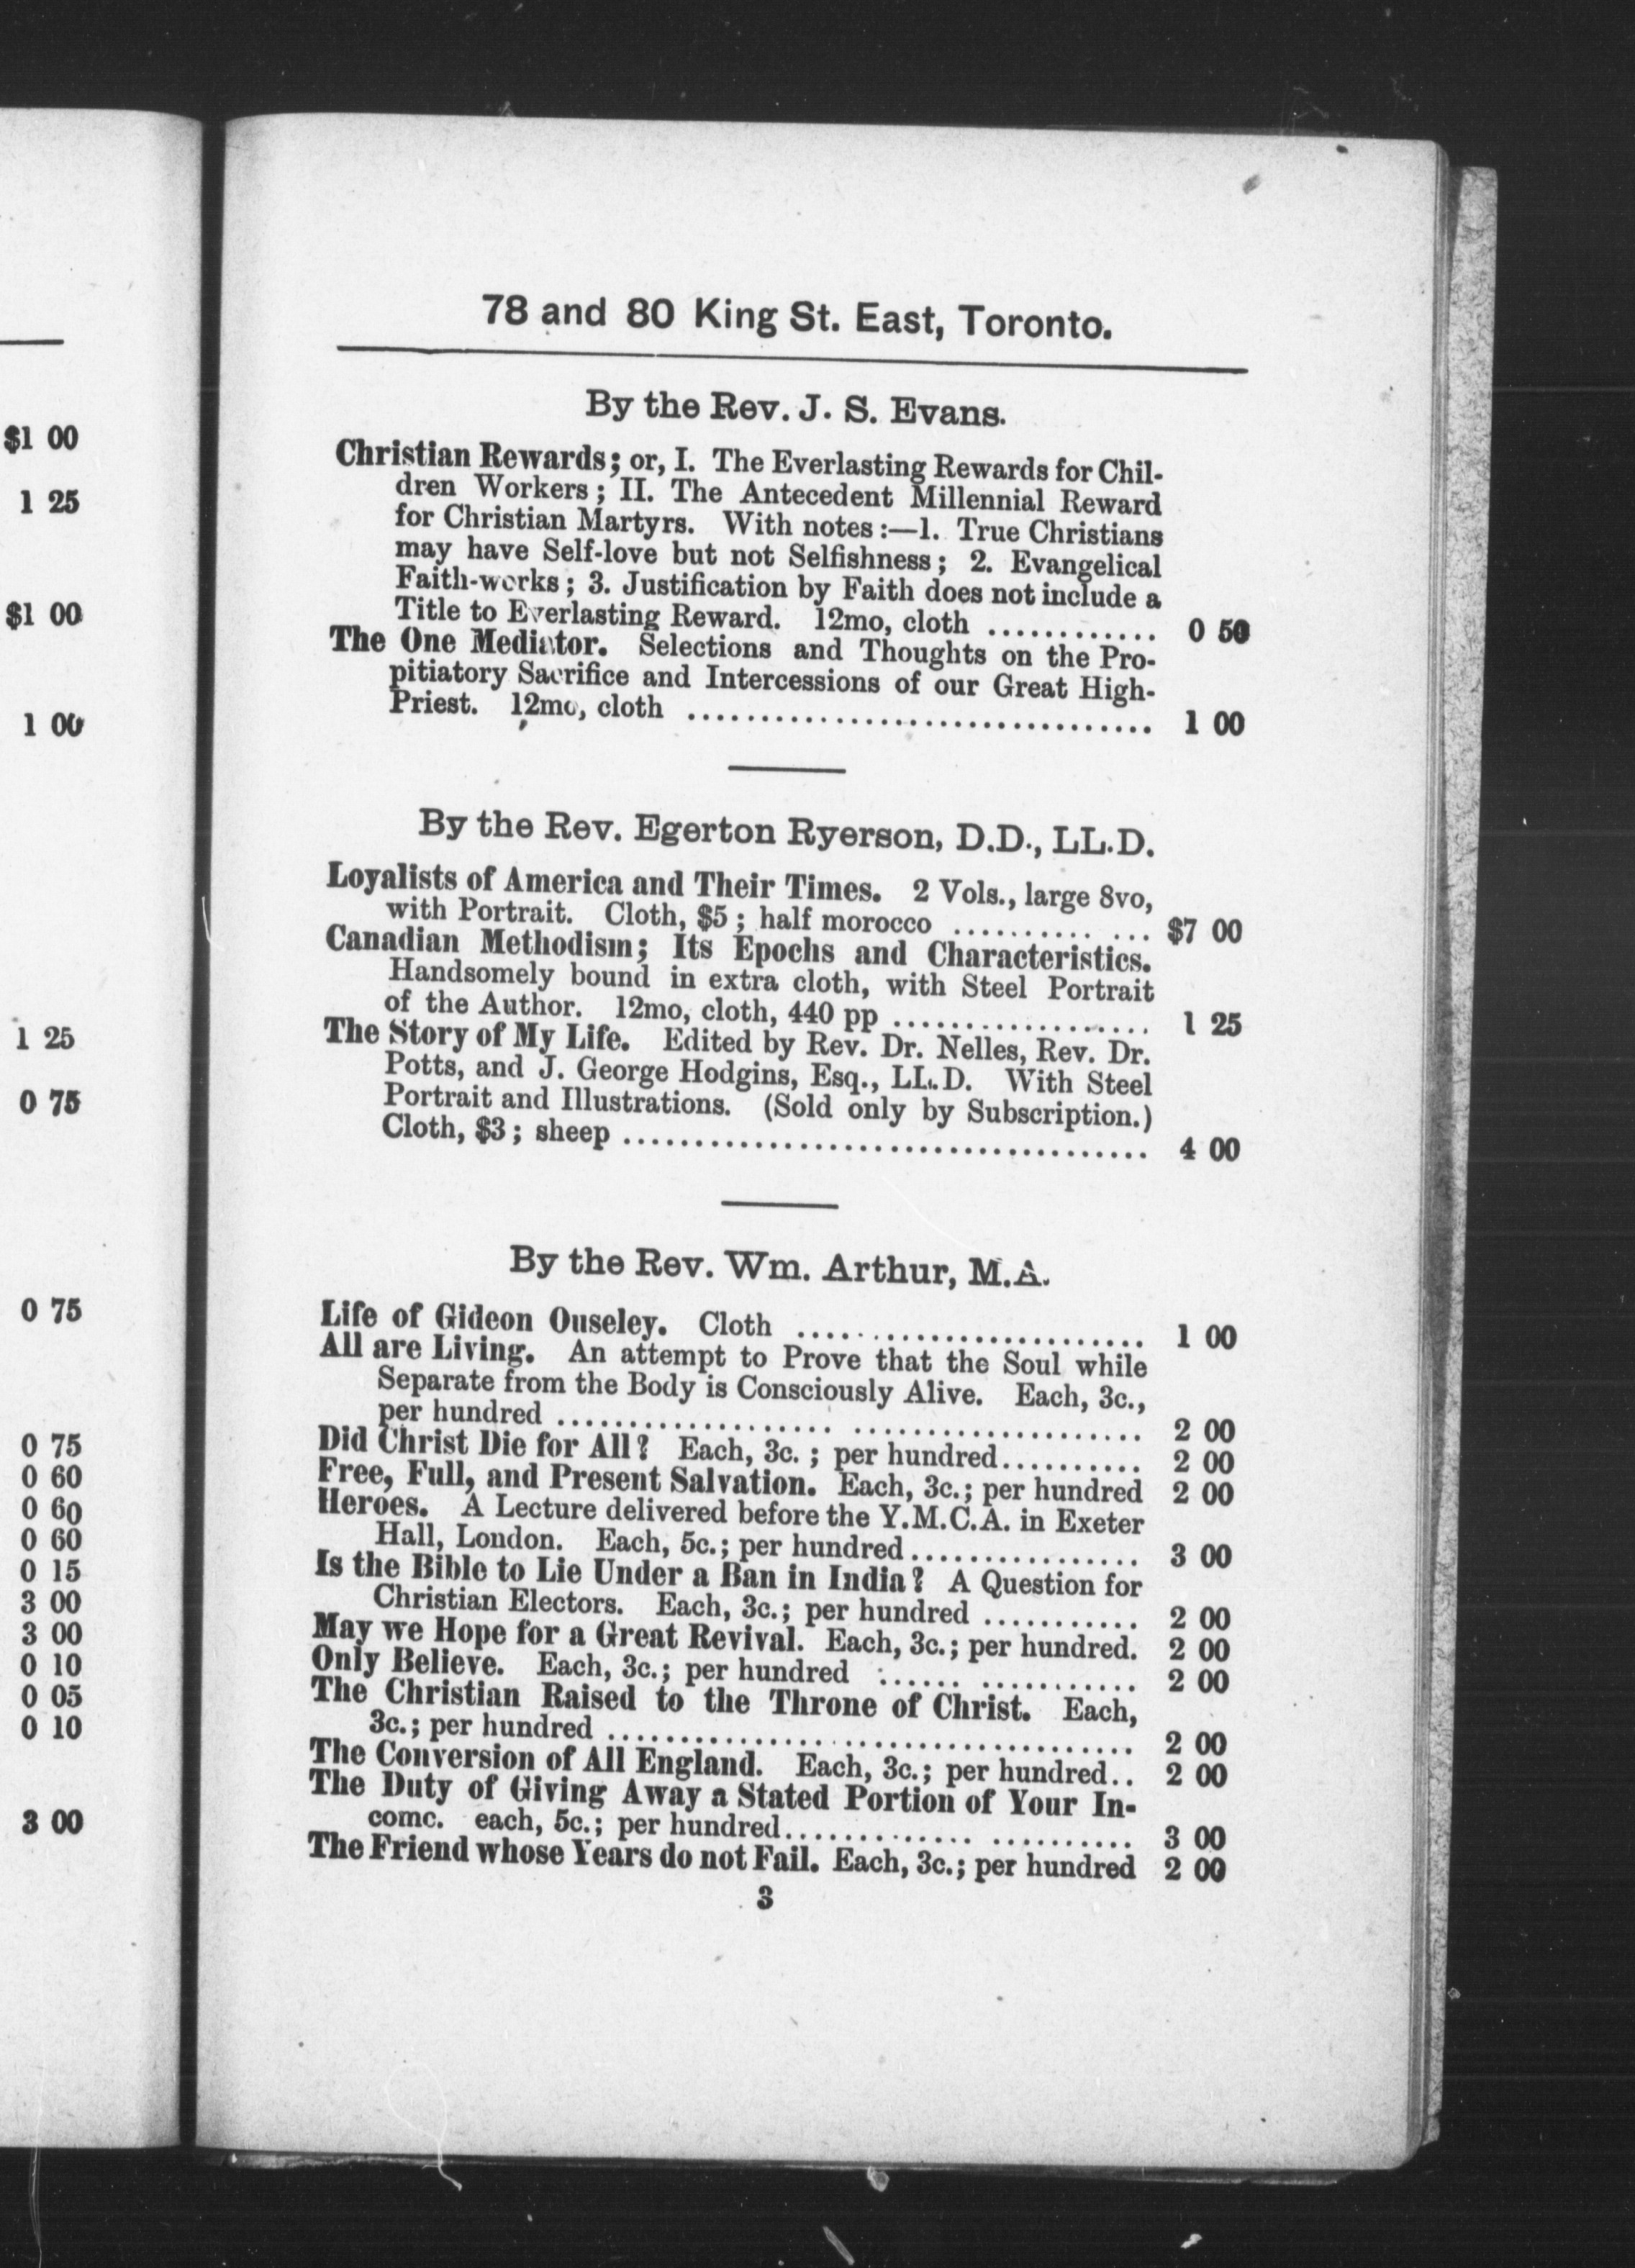 $1 00
1 25
$1 00
1 00
1 25
0 75
0 75
0 75
0 60
0 60
0 60
0 15
3 00
3 00
0 10
0 05
0 10
3 00
78 and 80 King St. East, Toronto.
By the Rev. J. S. Evans.
Christian Rewards; or, I. The Everlasting Rewards for Chil-
dren Workers; II. The Antecedent Millennial Reward
for Christian Martyrs. With notes:—1. True Christians
may have Self-love but not Selfishness; 2. Evangelical
Faith-works; 3. Justification by Faith does not include a
Title to Everlasting Reward. 12mo, cloth ............ 0 50
The One Mediator. Selections and Thoughts on the Pro-
pitiatory Sacrifice and Intercessions of our Great High-
Priest. 12mo, cloth ................................ 1 00
By the Rev. Egerton Ryerson, D.D., LL.D.
Loyalists of America and Their Times. 2 Vols., large 8vo,
with Portrait. Cloth, $5; half morocco .......... ... $7 00
Canadian Methodism; Its Epochs and Characteristics.
Handsomely bound in extra cloth, with Steel Portrait
of the Author. 12mo, cloth, 440 pp .................. 1 25
The Story of My Life. Edited by Rev. Dr. Nelles, Rev. Dr.
Potts, and J. George Hodgins, Esq., LL.D. With Steel
Portrait and Illustrations. (Sold only by Subscription.)
Cloth, $3; sheep .................................... 4 00
By the Rev. Wm. Arthur, M.A.
Life of Gideon Ouseley. Cloth ........................ 1 00
All are Living. An attempt to Prove that the Soul while
Separate from the Body is Consciously Alive. Each, 3c.,
per hundred ................... .................... 2 00
Did Christ Die for All? Each, 3c.; per hundred.......... 2 00
Free, Full, and Present Salvation. Each, 3c.; per hundred 2 00
Heroes. A Lecture delivered before the Y.M.C.A. in Exeter
Hall, London. Each, 5c.; per hundred................ 3 00
Is the Bible to Lie Under a Ban in India? A Question for
Christian Electors. Each, 3c.; per hundred ........... 2 00
May we Hope for a Great Revival. Each, 3c.; per hundred. 2 00
Only Believe. Each, 3c.; per hundred :...... ........... 2 00
The Christian Raised to the Throne of Christ. Each,
3c.; per hundred .................................... 2 00
The Conversion of All England. Each, 3c.; per hundred.. 2 00
The Duty of Giving Away a Stated Portion of Your In-
comc. each, 5c.; per hundred............. .......... 3 00
The Friend whose Years do not Fail. Each, 3c.; per hundred 2 00
3